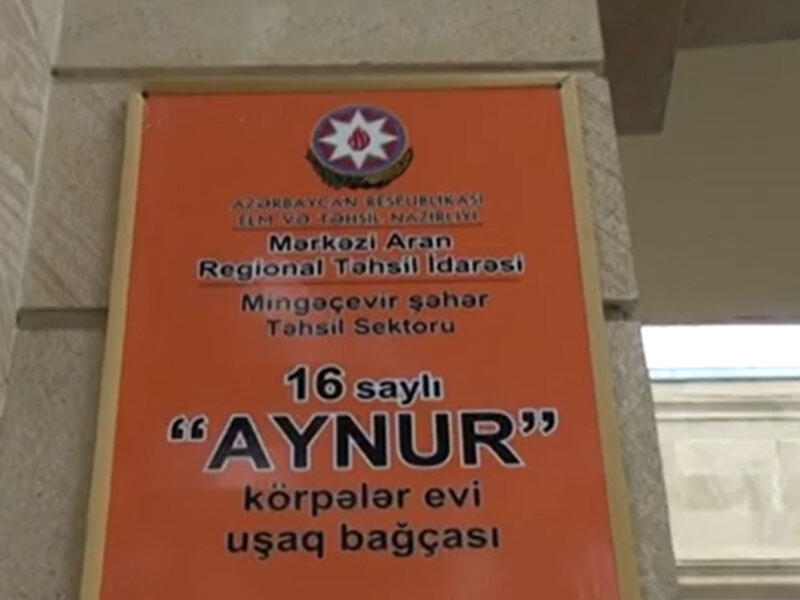 AZƏRBAYCAN RESPUBLİKASI
ELM VƏ TƏHSİL NAZİRLİYİ
Mərkəzi Aran
Regional Təhsil İdarəsi
Mingəçevir şəhər
Təhsil Sektoru
16 saylı
"AYNUR"
körpələr evi
uşaq bağçası